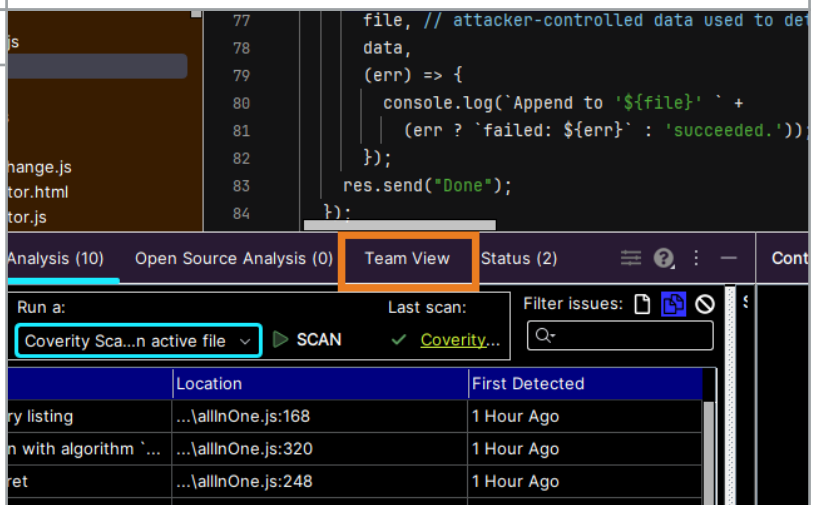 77 file, // attacker-controlled data used to det
js
78 data,
79 (err) => {
80 console.log(`Append to '${file}' ` +
81 (err ? `failed: ${err}` : 'succeeded.'));
82 });
hange.js
83 res.send("Done");
tor.html
84 });
tor.js
Analysis (10) Open Source Analysis (0) Team View Status (2) Cont
Run a: Last scan: Filter issues:
Coverity Sca...n active file SCAN Coverity...
Location First Detected
ry listing ...\allInOne.js:168 1 Hour Ago
n with algorithm `... ...\allInOne.js:320 1 Hour Ago
ret ...\allInOne.js:248 1 Hour Ago